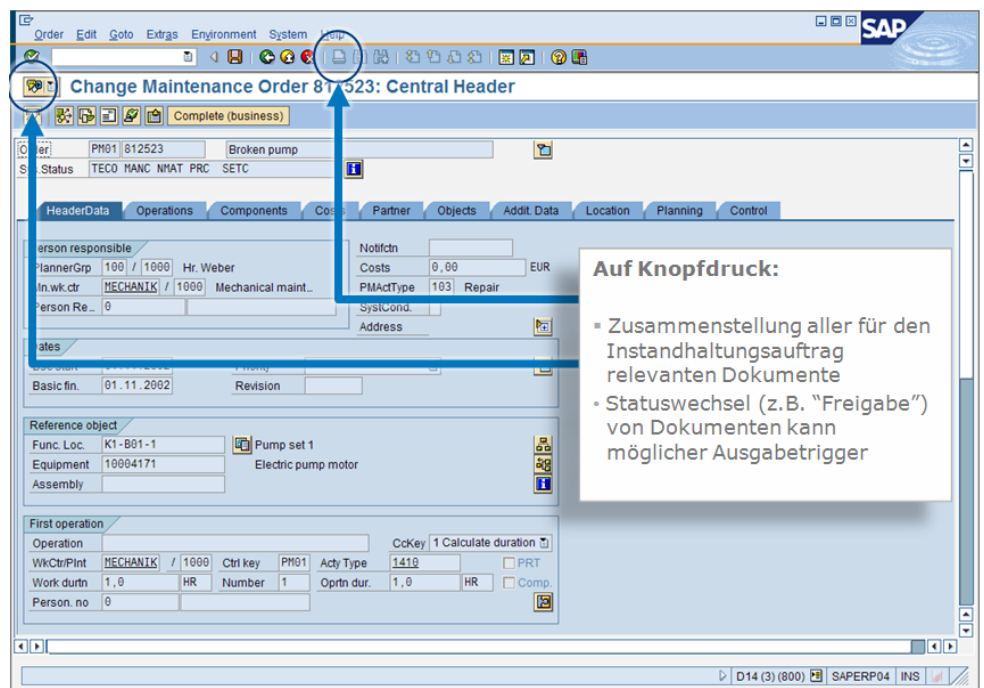 Order Edit Goto Extras Environment System Help
SAP
Change Maintenance Order 812523: Central Header
Complete (business)
Order PM01 812523 Broken pump
Sys.Status TECO MANC NMAT PRC SETC
HeaderData Operations Components Costs Partner Objects Addit. Data Location Planning Control
Person responsible
PlannerGrp 100 / 1000 Hr. Weber
Mn.wk.ctr MECHANIK / 1000 Mechanical maint...
Person Re... 0
Notifctn
Costs 0,00 EUR
PMActType 103 Repair
SystCond.
Address
Dates
Priority
Basic fin. 01.11.2002 Revision
Reference object
Func. Loc. K1-B01-1 Pump set 1
Equipment 10004171 Electric pump motor
Assembly
First operation
Operation CcKey 1 Calculate duration
WkCtr/Plnt MECHANIK / 1000 Ctrl key PM01 Acty Type 1410 PRT
Work durtn 1,0 HR Number 1 Oprtn dur. 1,0 HR Comp.
Person. no 0
Auf Knopfdruck:
▪ Zusammenstellung aller für den
Instandhaltungsauftrag
relevanten Dokumente
• Statuswechsel (z.B. “Freigabe”)
von Dokumenten kann
möglicher Ausgabetrigger
D14 (3) (800) SAPERP04 INS